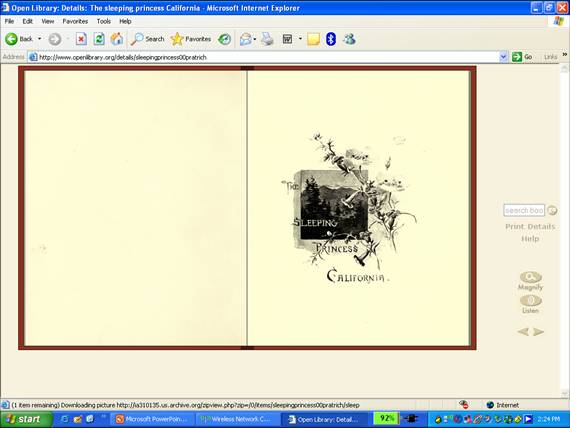 Open Library: Details: The sleeping princess California - Microsoft Internet Explorer
File Edit View Favorites Tools Help
Back Search Favorites
Address http://www.openlibrary.org/details/sleepingprincess00pratrich Go Links »
"The
Sleeping
Princess
California.
search boo
Print Details
Help
Magnify
Listen
(1 item remaining) Downloading picture http://ia310135.us.archive.org/zipview.php?zip=/0/items/sleepingprincess00pratrich/sleep Internet
start Microsoft PowerPoin... Wireless Network C... Open Library: Detail... 92% 2:24 PM